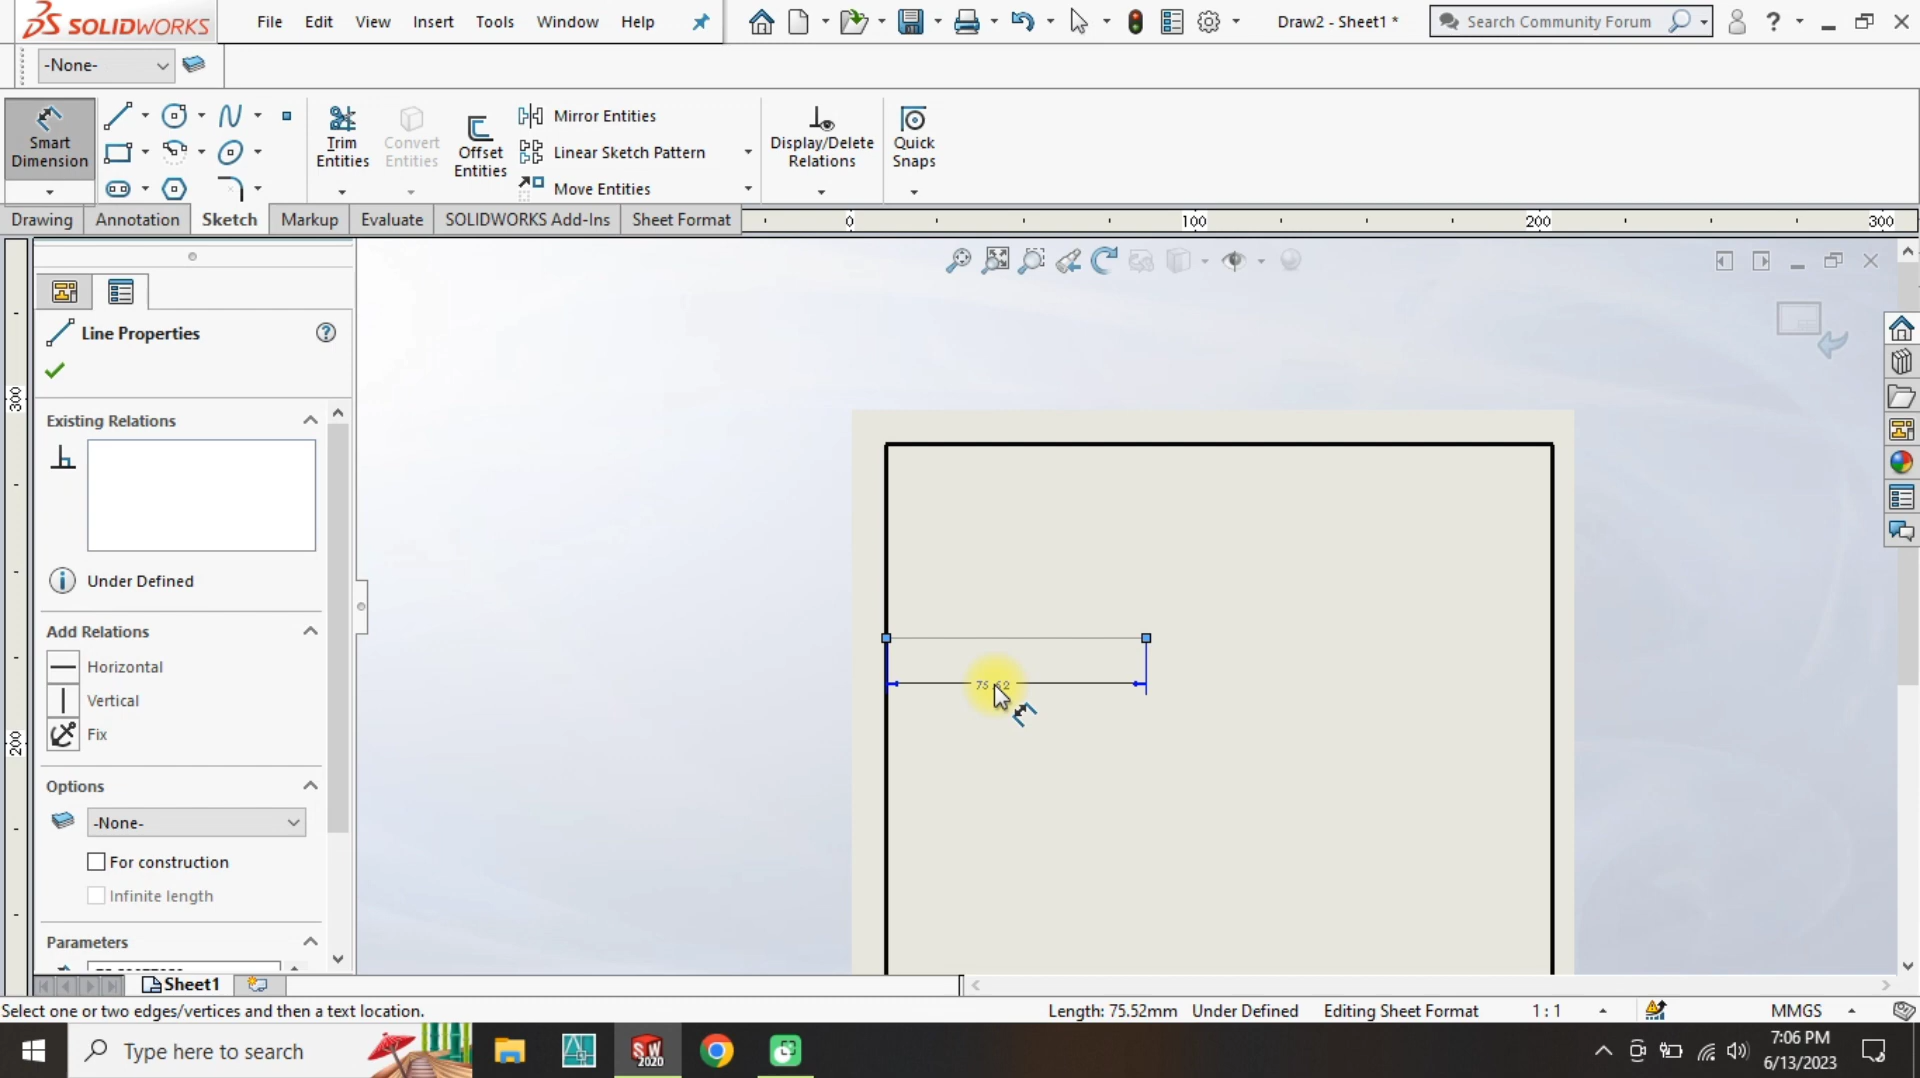 SOLIDWORKS File Edit View Insert Tools Window Help Draw2 - Sheet1 * Search Community Forum ?
-None-
Smart Dimension
Trim Entities
Convert Entities
Offset Entities
Mirror Entities
Linear Sketch Pattern
Move Entities
Display/Delete Relations
Quick Snaps
Drawing Annotation Sketch Markup Evaluate SOLIDWORKS Add-Ins Sheet Format
0 100 200 300
300
200
Line Properties
Existing Relations
Under Defined
Add Relations
Horizontal
Vertical
Fix
Options
-None-
For construction
Infinite length
Parameters
75.52
Sheet1
Select one or two edges/vertices and then a text location. Length: 75.52mm Under Defined Editing Sheet Format 1 : 1 MMGS
Type here to search
SW 2020
7:06 PM
6/13/2023